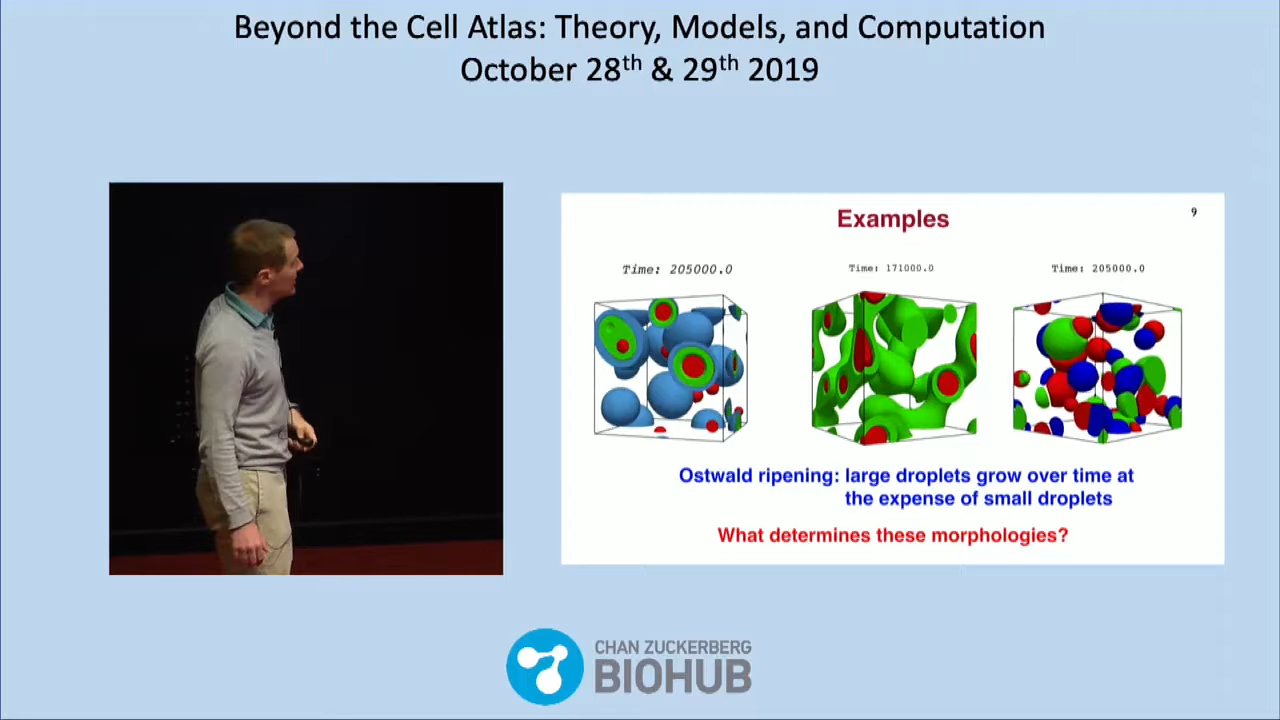 Beyond the Cell Atlas: Theory, Models, and Computation
October 28th & 29th 2019
Examples
9
Time: 205000.0
Time: 171000.0
Time: 205000.0
Ostwald ripening: large droplets grow over time at
the expense of small droplets
What determines these morphologies?
CHAN ZUCKERBERG
BIOHUB